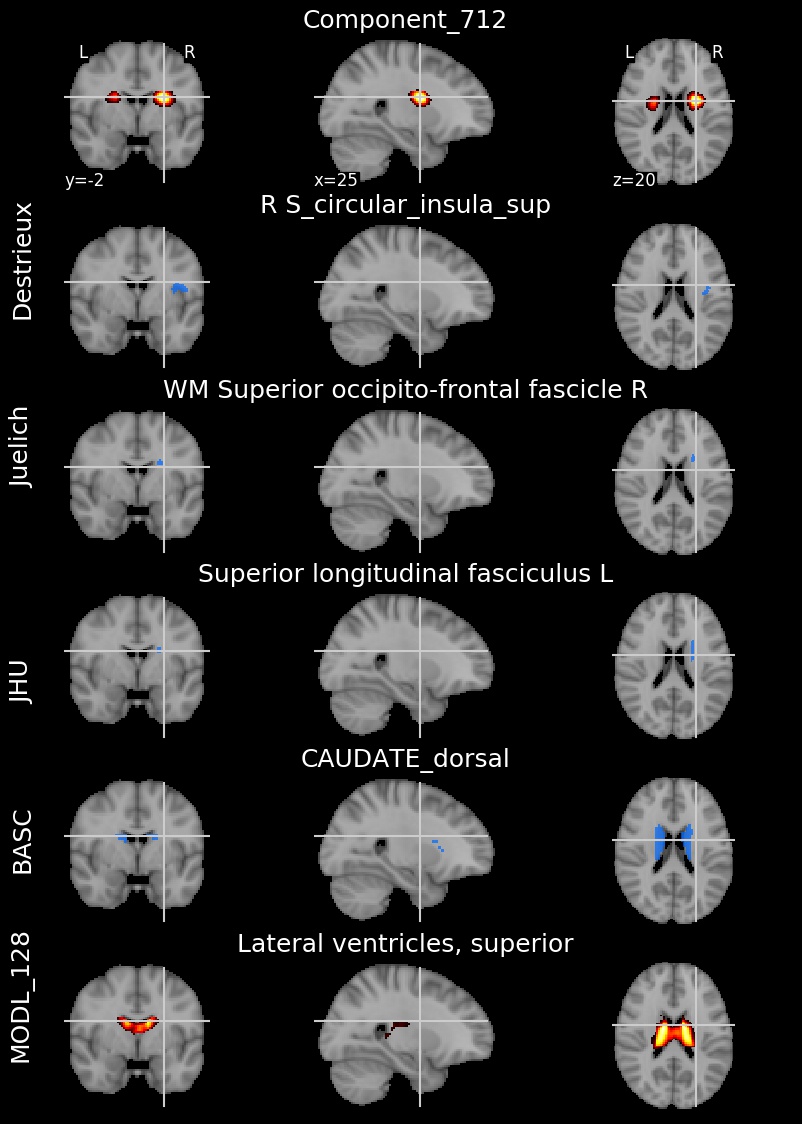 Component_712
L R
L R
y=-2
x=25
z=20
Destrieux
R S_circular_insula_sup
Juelich
WM Superior occipito-frontal fascicle R
JHU
Superior longitudinal fasciculus L
BASC
CAUDATE_dorsal
MODL_128
Lateral ventricles, superior